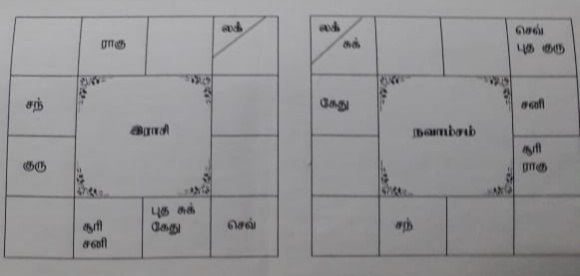 ராகு
லக்
சந்
இராசி
குரு
சூரி
சனி
புத சுக்
கேது
செவ்
லக்
சுக்
செவ்
புத குரு
கேது
நவாம்சம்
சனி
சூரி
ராகு
சந்